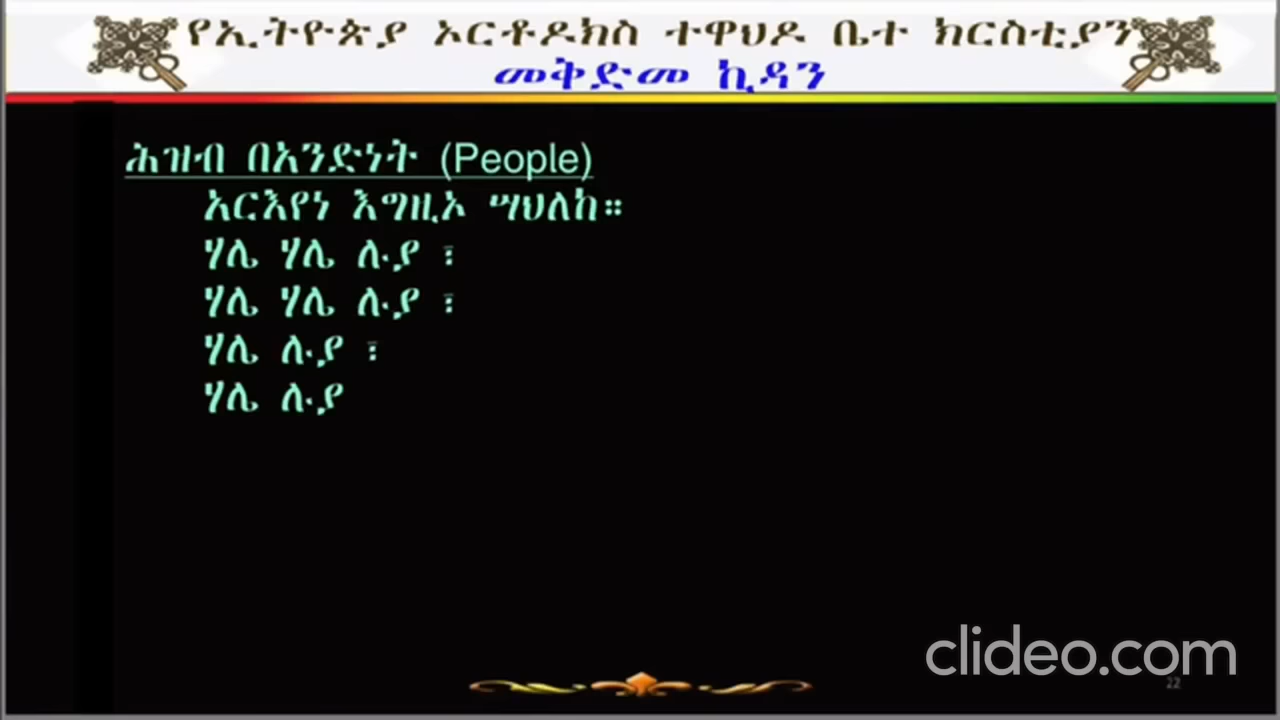 የኢትዮጵያ ኦርቶዶክስ ተዋህዶ ቤተ ክርስቲያን
መቅድመ ኪዳን
ሕዝብ በአንድነት (People)
አርእየነ እግዚኦ ሣህለከ።
ሃሌ ሃሌ ሉያ ፣
ሃሌ ሃሌ ሉያ ፣
ሃሌ ሉያ ፣
ሃሌ ሉያ
clideo.com
22